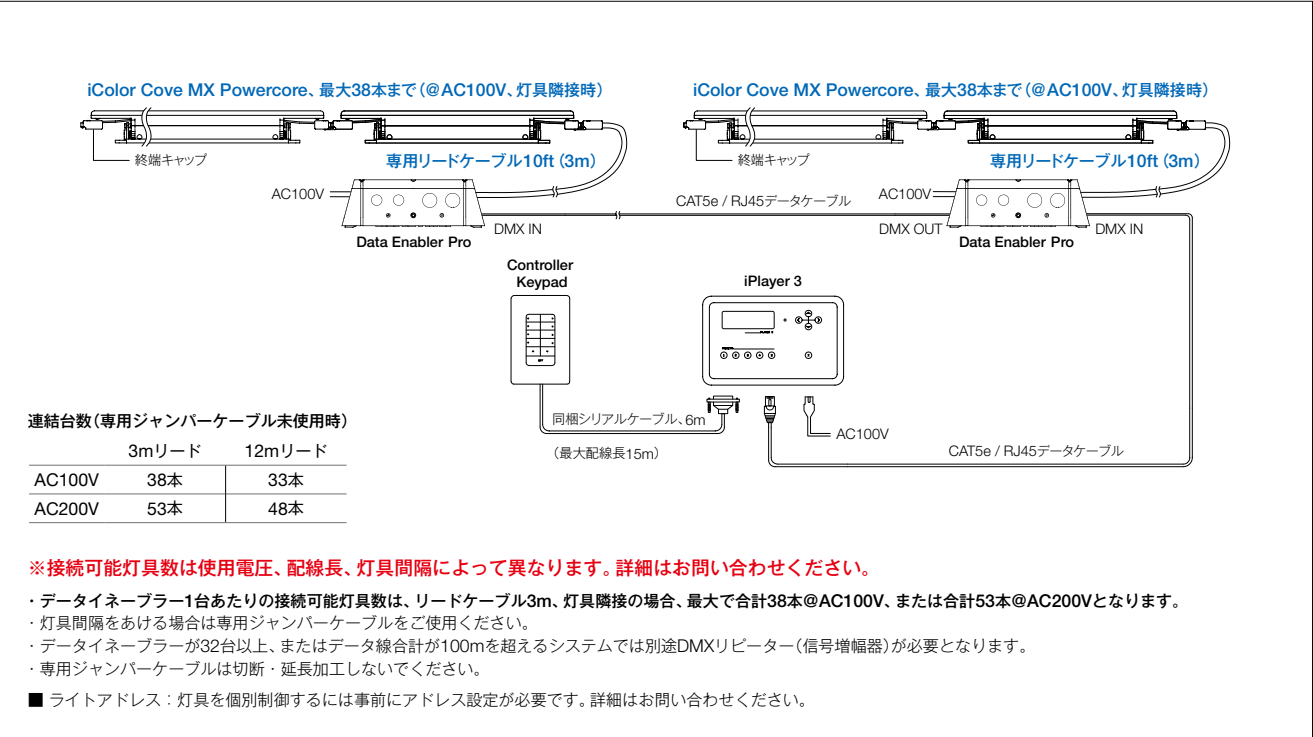 iColor Cove MX Powercore、最大38本まで（@AC100V、灯具隣接時）
iColor Cove MX Powercore、最大38本まで（@AC100V、灯具隣接時）
終端キャップ
専用リードケーブル10ft（3m）
終端キャップ
専用リードケーブル10ft（3m）
AC100V
CAT5e / RJ45データケーブル
AC100V
DMX IN
DMX OUT
DMX IN
Data Enabler Pro
Data Enabler Pro
Controller
Keypad
iPlayer 3
同梱シリアルケーブル、6m
（最大配線長15m）
AC100V
CAT5e / RJ45データケーブル
連結台数（専用ジャンパーケーブル未使用時）
3mリード 12mリード
AC100V 38本 33本
AC200V 53本 48本
※接続可能灯具数は使用電圧、配線長、灯具間隔によって異なります。詳細はお問い合わせください。
・データイネーブラー1台あたりの接続可能灯具数は、リードケーブル3m、灯具隣接の場合、最大で合計38本@AC100V、または合計53本@AC200Vとなります。
・灯具間隔をあける場合は専用ジャンパーケーブルをご使用ください。
・データイネーブラーが32台以上、またはデータ線合計が100mを超えるシステムでは別途DMXリピーター（信号増幅器）が必要となります。
・専用ジャンパーケーブルは切断・延長加工しないでください。
■ ライトアドレス：灯具を個別制御するには事前にアドレス設定が必要です。詳細はお問い合わせください。